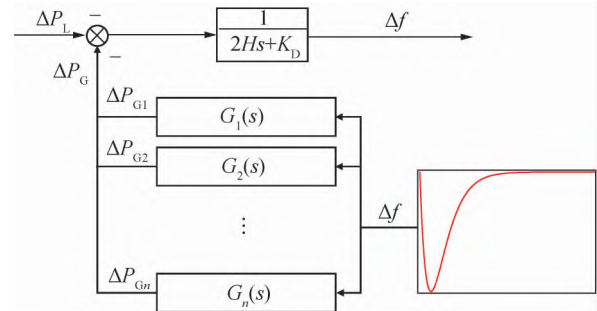 ΔP_L − 1 / (2Hs+K_D) Δf
ΔP_G −
ΔP_G1 G_1(s)
ΔP_G2 G_2(s)
⋮ Δf
ΔP_Gn G_n(s)